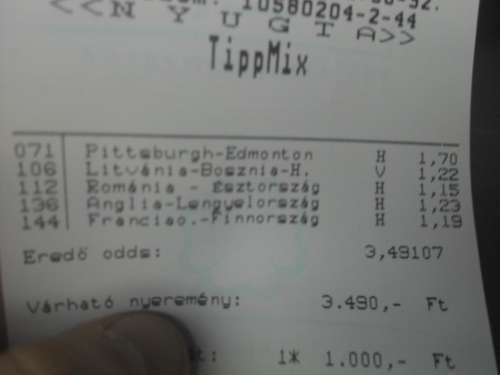 10580204-2-44
<<N Y U G T A>>
TippMix
071 Pittsburgh-Edmonton H 1,70
106 Litvánia-Bosznia-H. V 1,22
112 Románia - Észtország H 1,15
136 Anglia-Lengyelország H 1,23
144 Franciao.-Finnország H 1,19
Eredő odds: 3,49107
Várható nyeremény: 3.490,- Ft
1* 1.000,- Ft